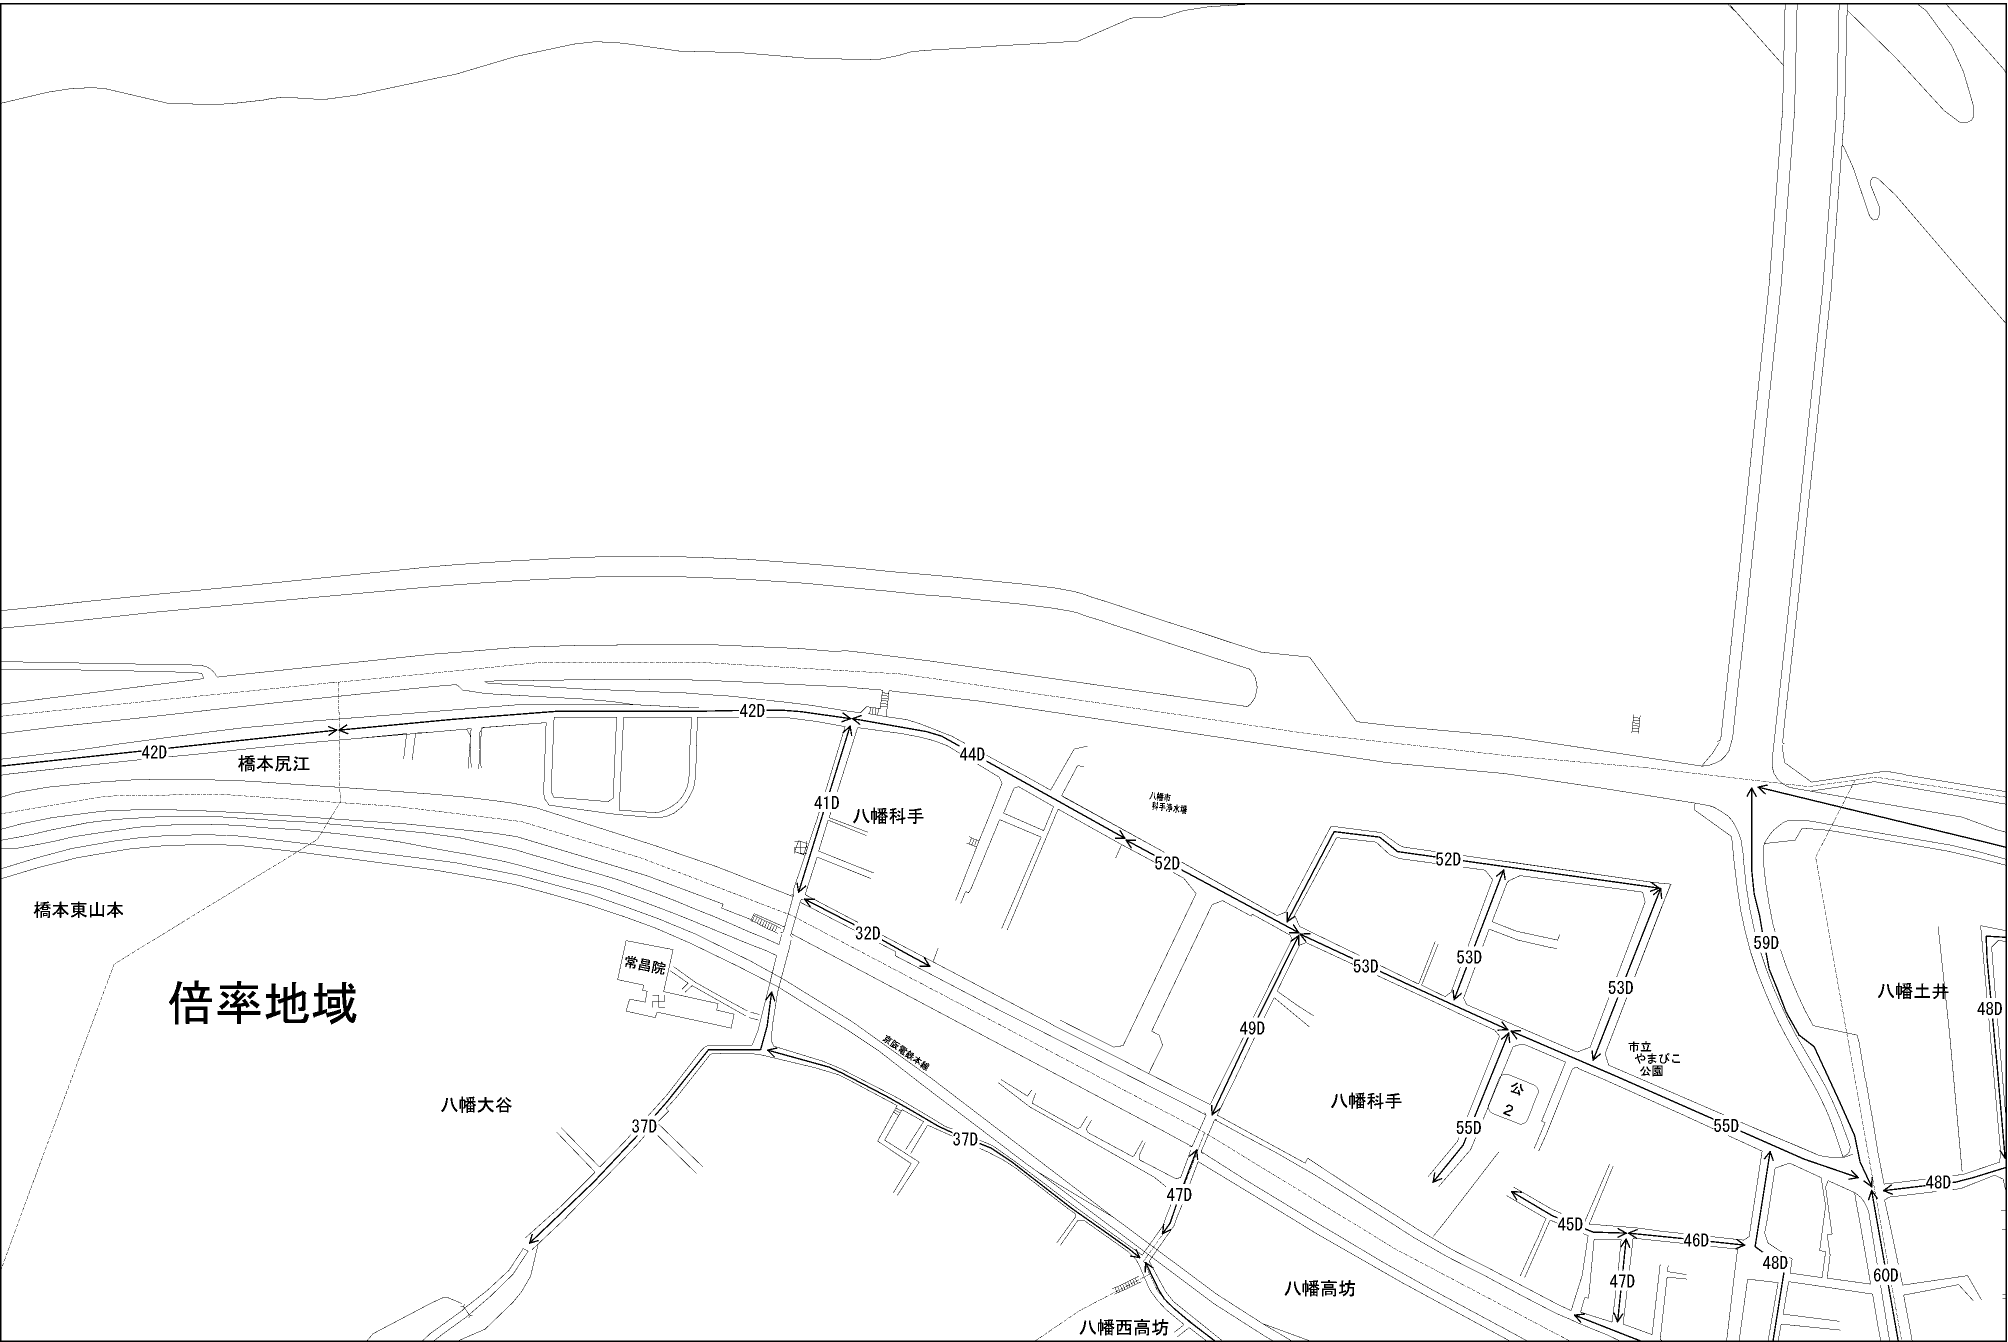 42D
44D
42D
橋本尻江
41D
八幡科手
八幡市
科手浄水場
52D
52D
橋本東山本
32D
53D
53D
59D
常昌院
53D
八幡土井
倍率地域
48D
49D
京阪電鉄本線
市立
やまびこ
公園
公
2
八幡大谷
八幡科手
37D
37D
55D
55D
47D
48D
45D
46D
48D
47D
60D
八幡高坊
八幡西高坊